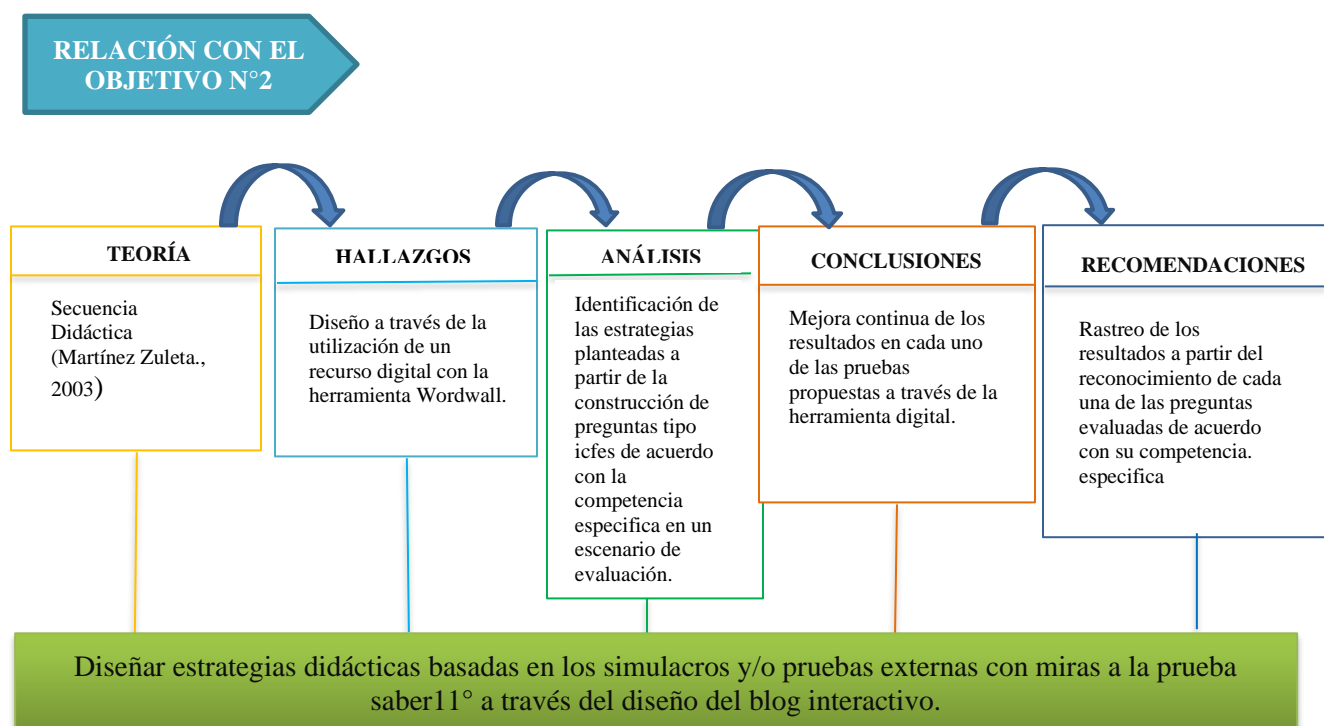 RELACIÓN CON EL
OBJETIVO N°2
TEORÍA
Secuencia
Didáctica
(Martínez Zuleta.,
2003)
HALLAZGOS
Diseño a través de la
utilización de un
recurso digital con la
herramienta Wordwall.
ANÁLISIS
Identificación de
las estrategias
planteadas a
partir de la
construcción de
preguntas tipo
icfes de acuerdo
con la
competencia
especifica en un
escenario de
evaluación.
CONCLUSIONES
Mejora continua de los
resultados en cada uno
de las pruebas
propuestas a través de la
herramienta digital.
RECOMENDACIONES
Rastreo de los
resultados a partir del
reconocimiento de cada
una de las preguntas
evaluadas de acuerdo
con su competencia.
especifica
Diseñar estrategias didácticas basadas en los simulacros y/o pruebas externas con miras a la prueba
saber11° a través del diseño del blog interactivo.